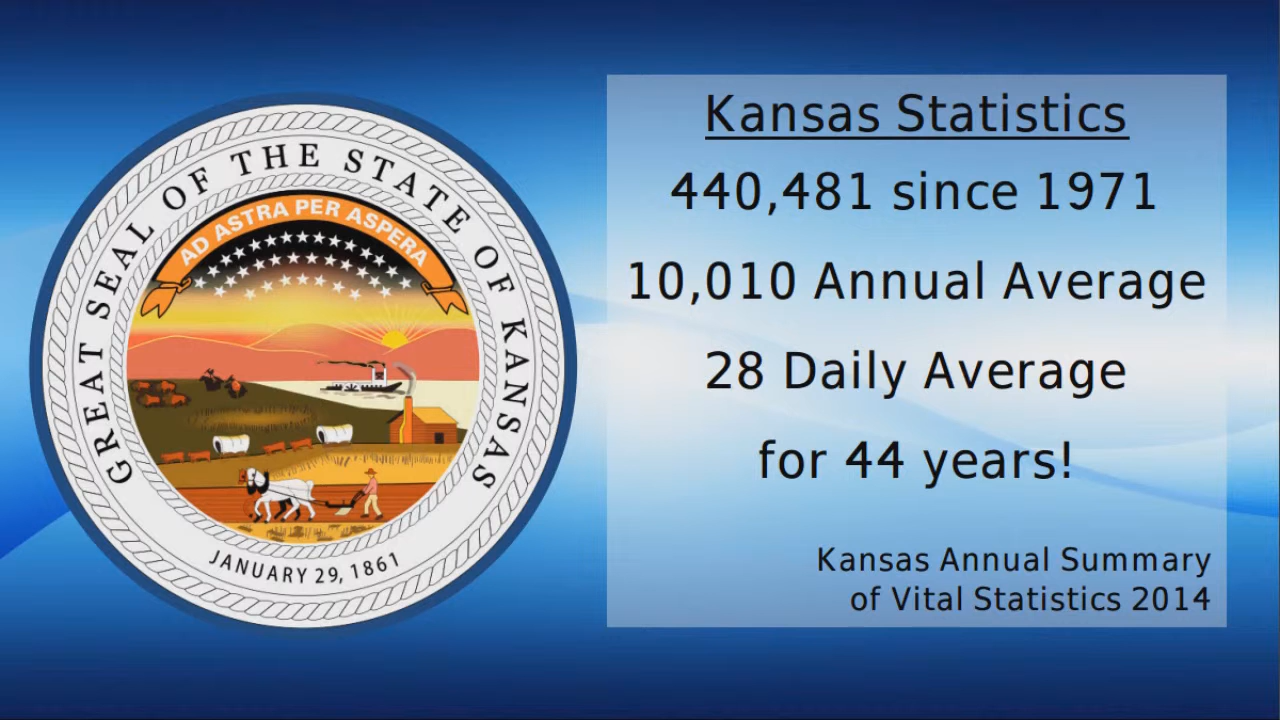 GREAT SEAL OF THE STATE OF KANSAS
AD ASTRA PER ASPERA
JANUARY 29, 1861
Kansas Statistics
440,481 since 1971
10,010 Annual Average
28 Daily Average
for 44 years!
Kansas Annual Summary
of Vital Statistics 2014